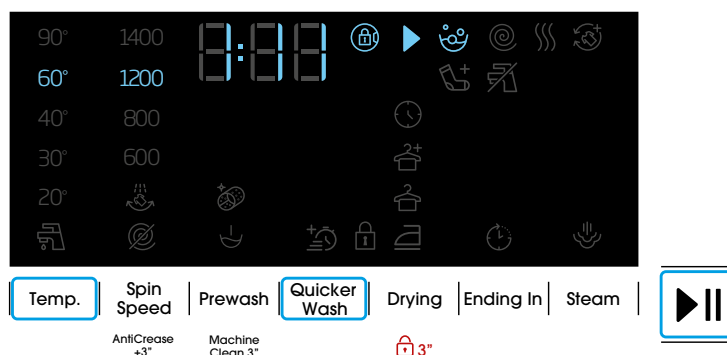 90° 1400 1:11
60° 1200
40° 800
30° 600
20°
Temp. Spin Speed Prewash Quicker Wash Drying Ending In Steam
AntiCrease +3" Machine Clean 3" 3"